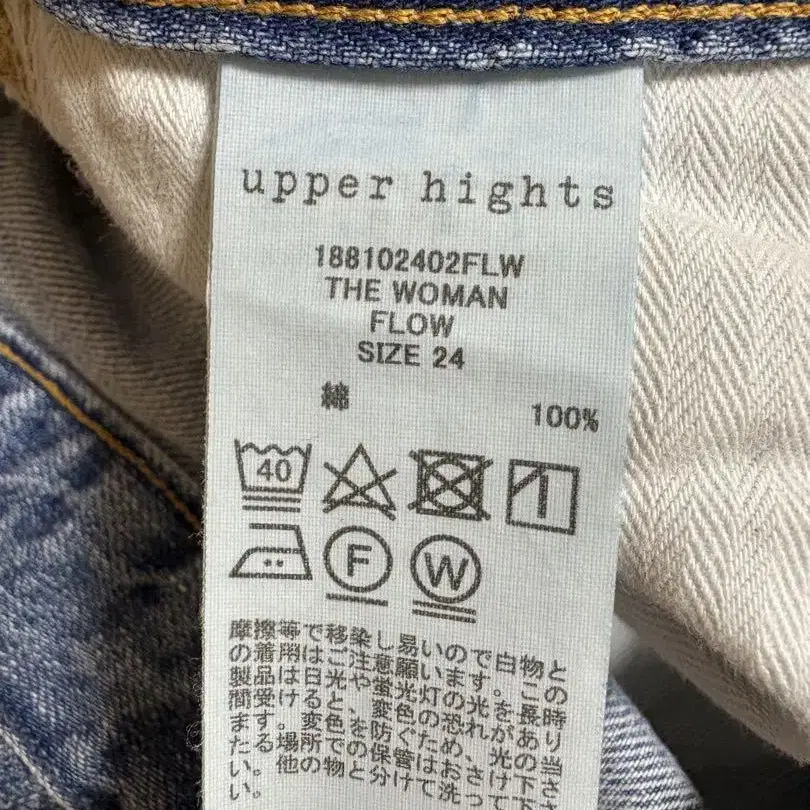 upper hights
188102402FLW
THE WOMAN
FLOW
SIZE 24
綿 100%
40
F W
摩擦等で移染し易いので白物と
の着用はご注意願います。この
製品は日光や蛍光灯の光を長時
間受けると、変色の恐れがあり
ます。変色を防ぐため、光の当
たる場所での保管はおさけ下さ
い。他の物と分けて洗って下さ
い。